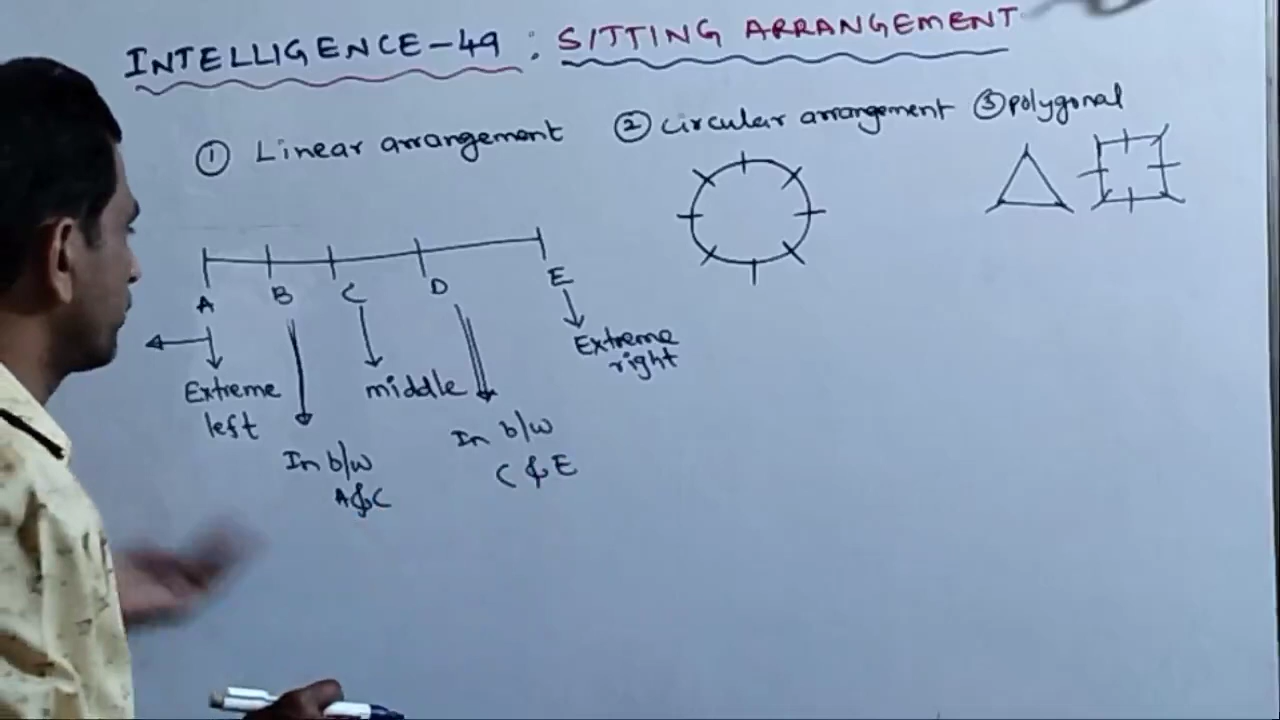 INTELLIGENCE-49 : SITTING ARRANGEMENT
① Linear arrangement ② circular arrangement ③ polygonal
A B C D E
Extreme left
In b/w A&C
middle
In b/w C & E
Extreme right